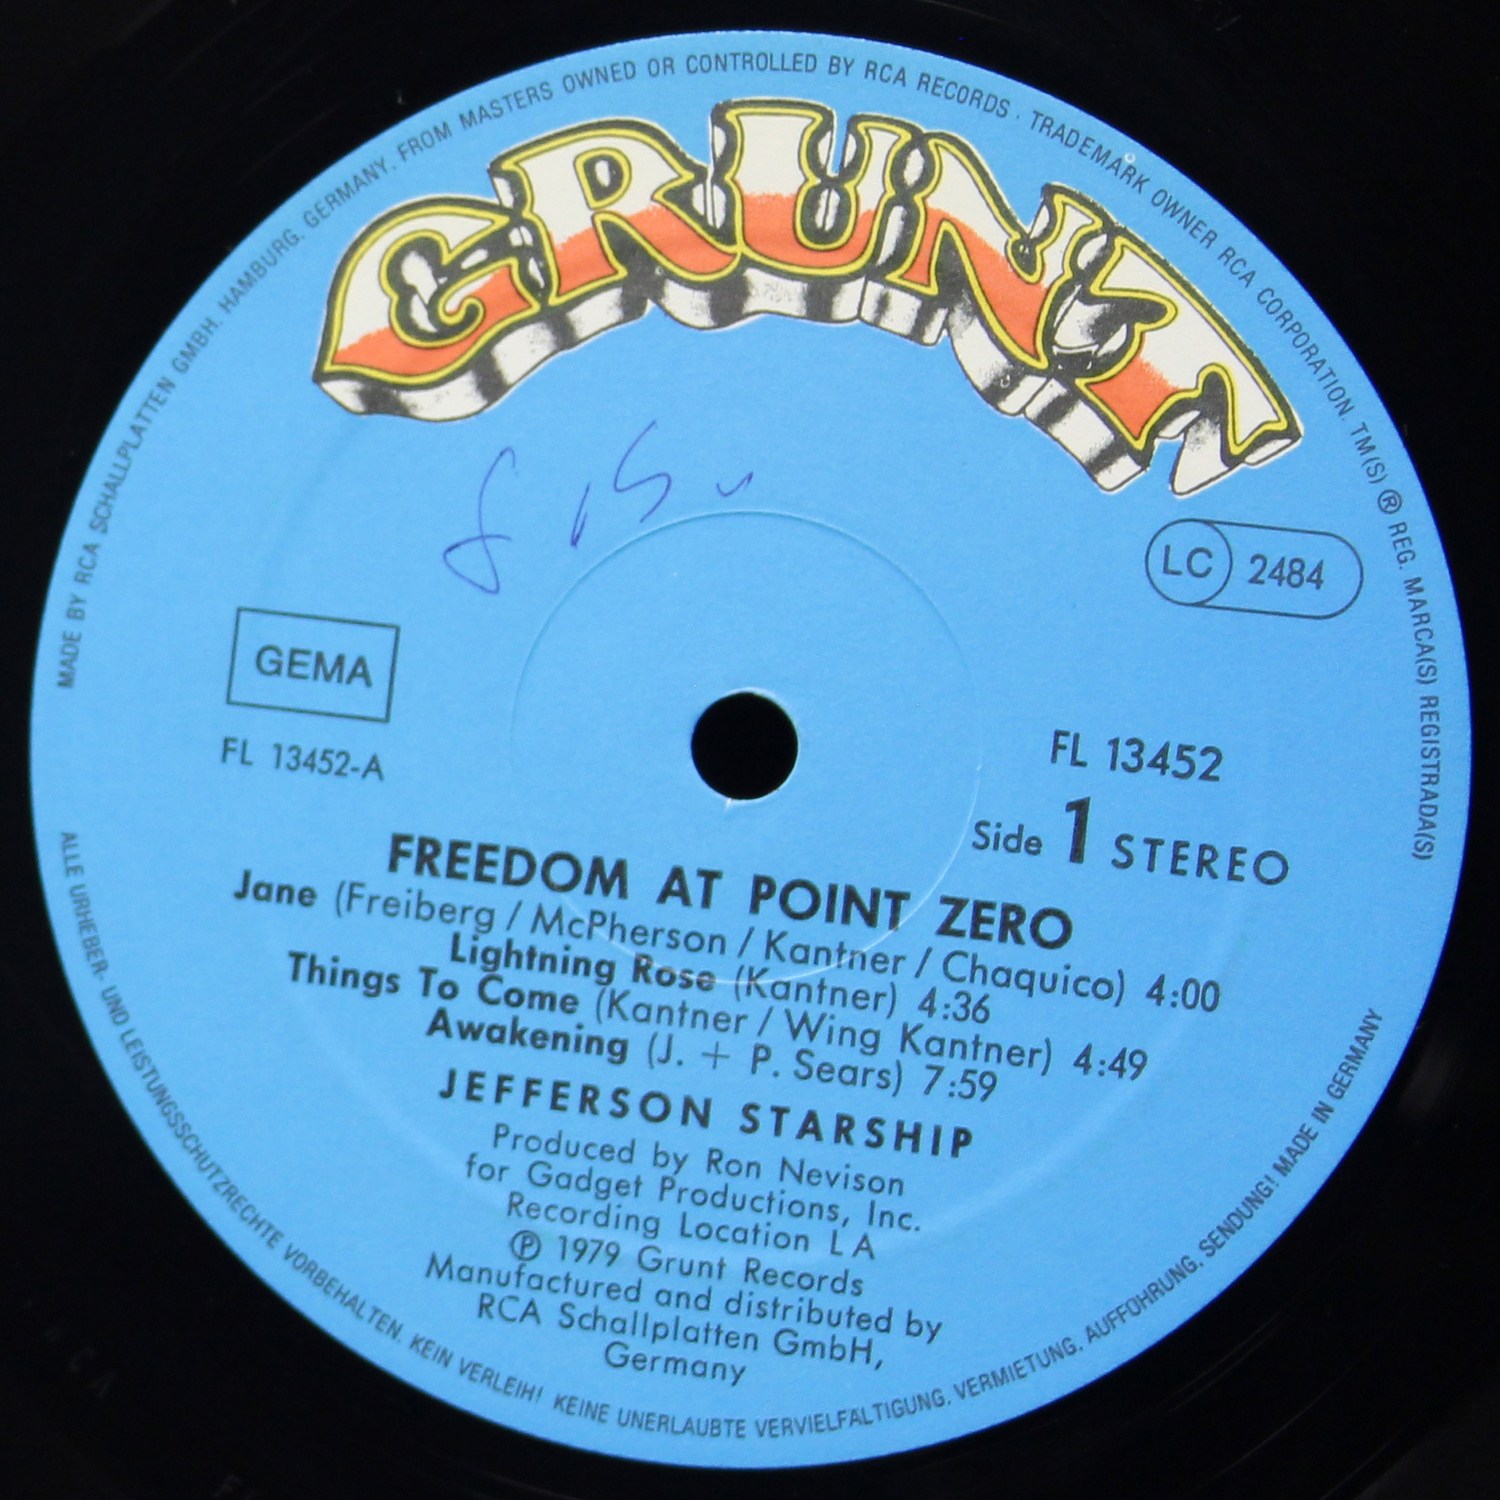 MADE BY RCA SCHALLPLATTEN GMBH. HAMBURG. GERMANY. FROM MASTERS OWNED OR CONTROLLED BY RCA RECORDS . TRADEMARK OWNER RCA CORPORATION. TM(S) ® REG. MARCA(S) REGISTRADA(S)
GRUNT
LC 2484
GEMA
FL 13452-A
FL 13452
Side 1 STEREO
FREEDOM AT POINT ZERO
Jane (Freiberg / McPherson / Kantner / Chaquico) 4:00
Lightning Rose (Kantner) 4:36
Things To Come (Kantner / Wing Kantner) 4:49
Awakening (J. + P. Sears) 7:59
JEFFERSON STARSHIP
Produced by Ron Nevison
for Gadget Productions, Inc.
Recording Location LA
℗ 1979 Grunt Records
Manufactured and distributed by
RCA Schallplatten GmbH,
Germany
ALLE URHEBER- UND LEISTUNGSSCHUTZRECHTE VORBEHALTEN. KEIN VERLEIH! KEINE UNERLAUBTE VERVIELFÄLTIGUNG, VERMIETUNG, AUFFÜHRUNG, SENDUNG! MADE IN GERMANY